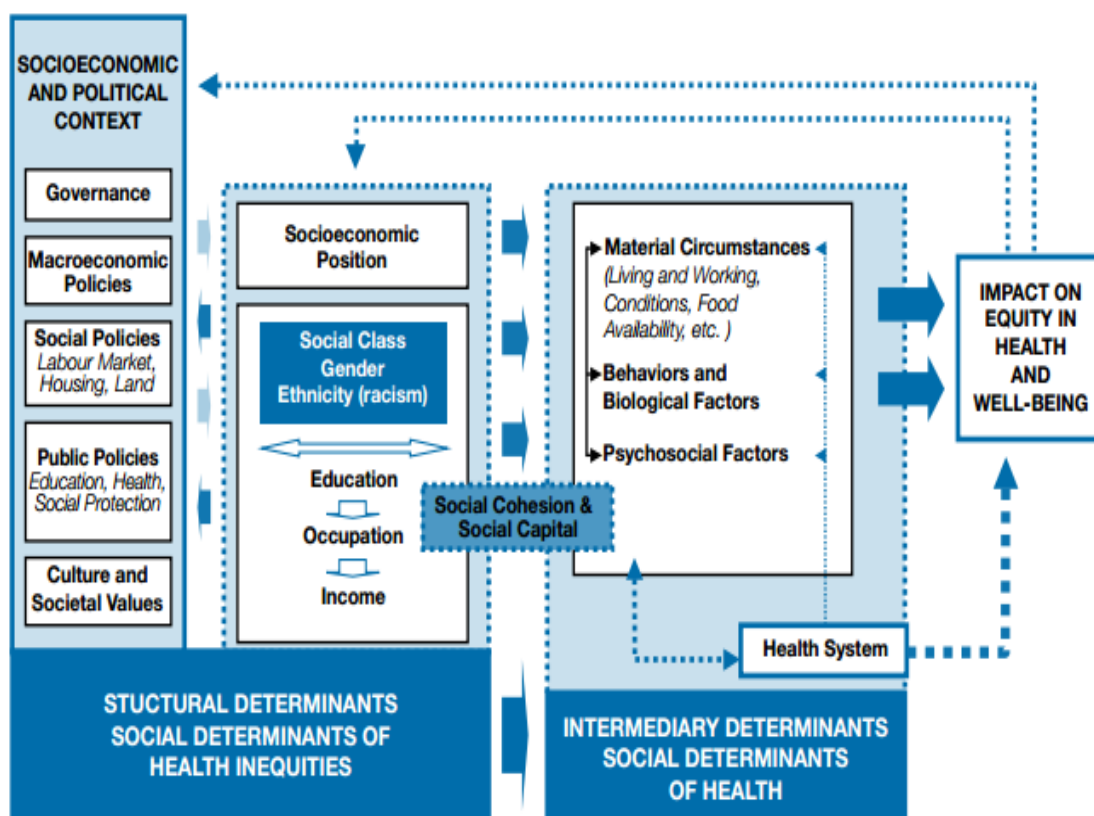 SOCIOECONOMIC
AND POLITICAL
CONTEXT
Governance
Macroeconomic
Policies
Social Policies
Labour Market,
Housing, Land
Public Policies
Education, Health,
Social Protection
Culture and
Societal Values
Socioeconomic
Position
Social Class
Gender
Ethnicity (racism)
Education
Occupation
Income
Social Cohesion &
Social Capital
Material Circumstances
(Living and Working,
Conditions, Food
Availability, etc. )
Behaviors and
Biological Factors
Psychosocial Factors
Health System
IMPACT ON
EQUITY IN
HEALTH
AND
WELL-BEING
STUCTURAL DETERMINANTS
SOCIAL DETERMINANTS OF
HEALTH INEQUITIES
INTERMEDIARY DETERMINANTS
SOCIAL DETERMINANTS
OF HEALTH